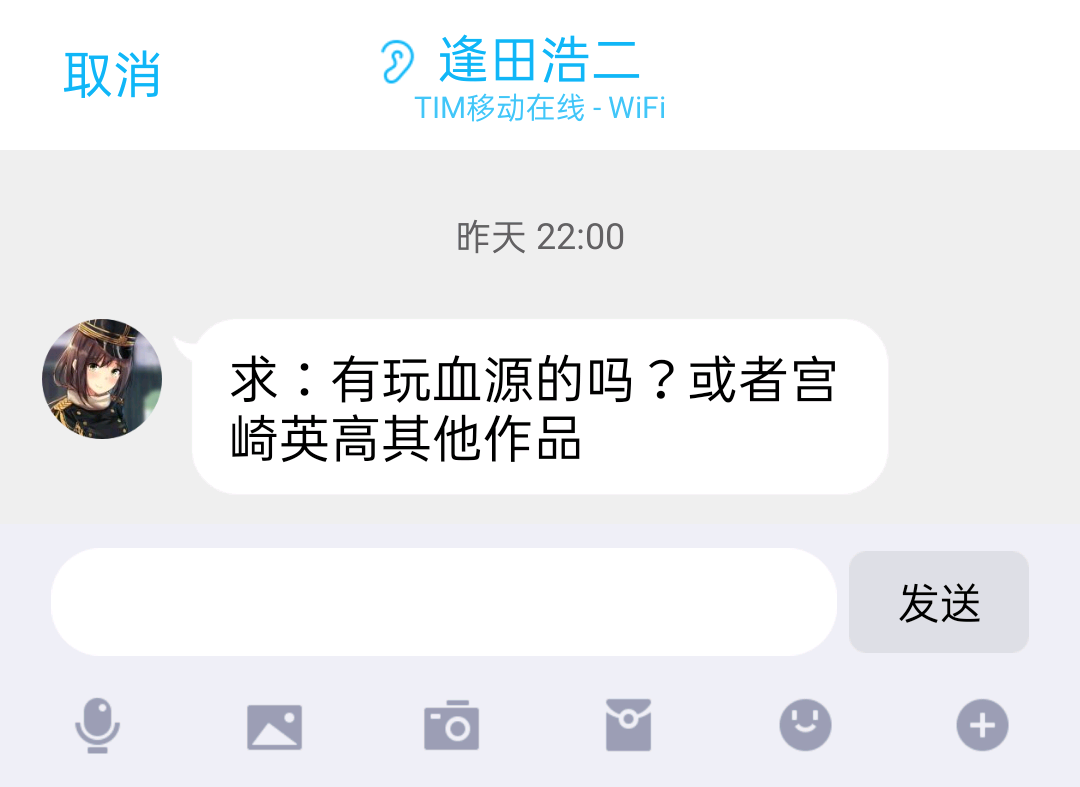 取消
逢田浩二
TIM移动在线 - WiFi
昨天 22:00
求：有玩血源的吗？或者宫
崎英高其他作品
发送